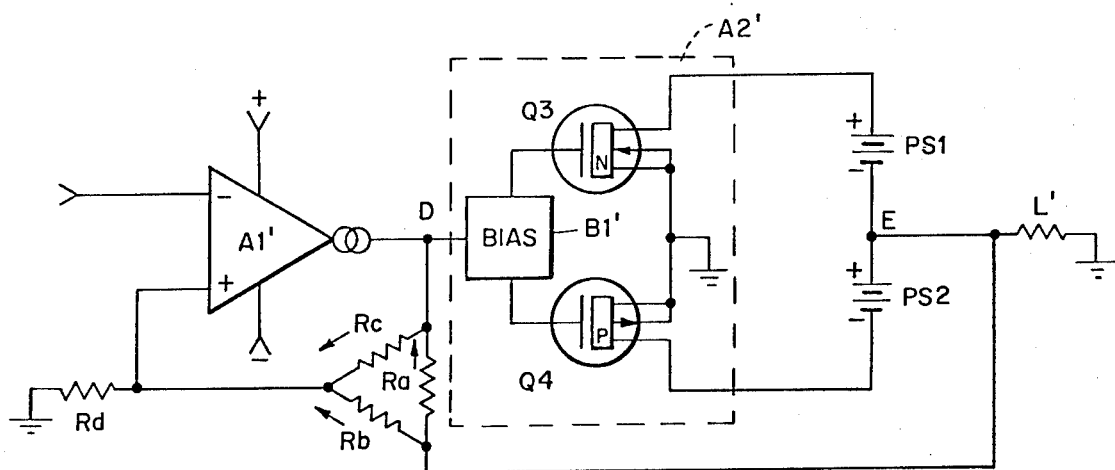 A2'
Q3
+
+
PS1
N
-
-
D
E
L'
A1'
BIAS
B1'
+
+
PS2
P
-
-
Rc
Ra
Q4
Rd
Rb